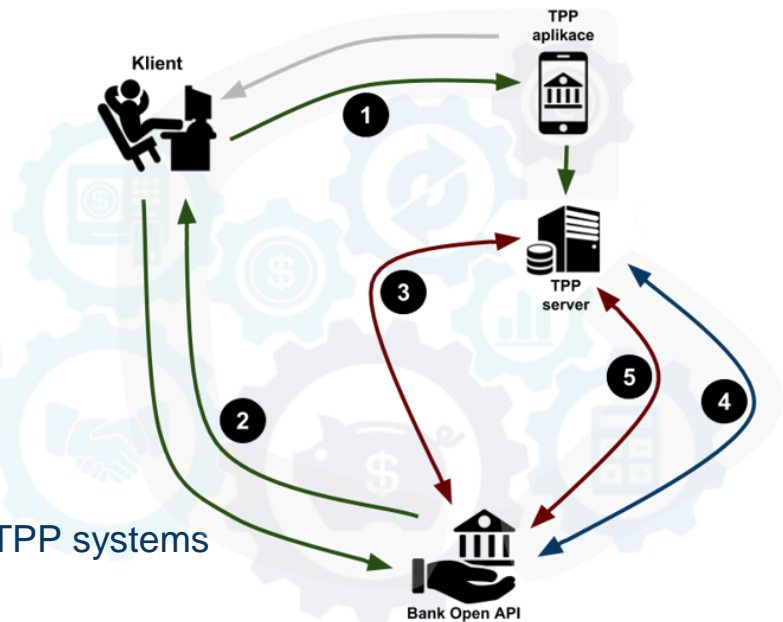 TPP
aplikace
Klient
1
TPP
server
3
5
4
2
TPP systems
Bank Open API